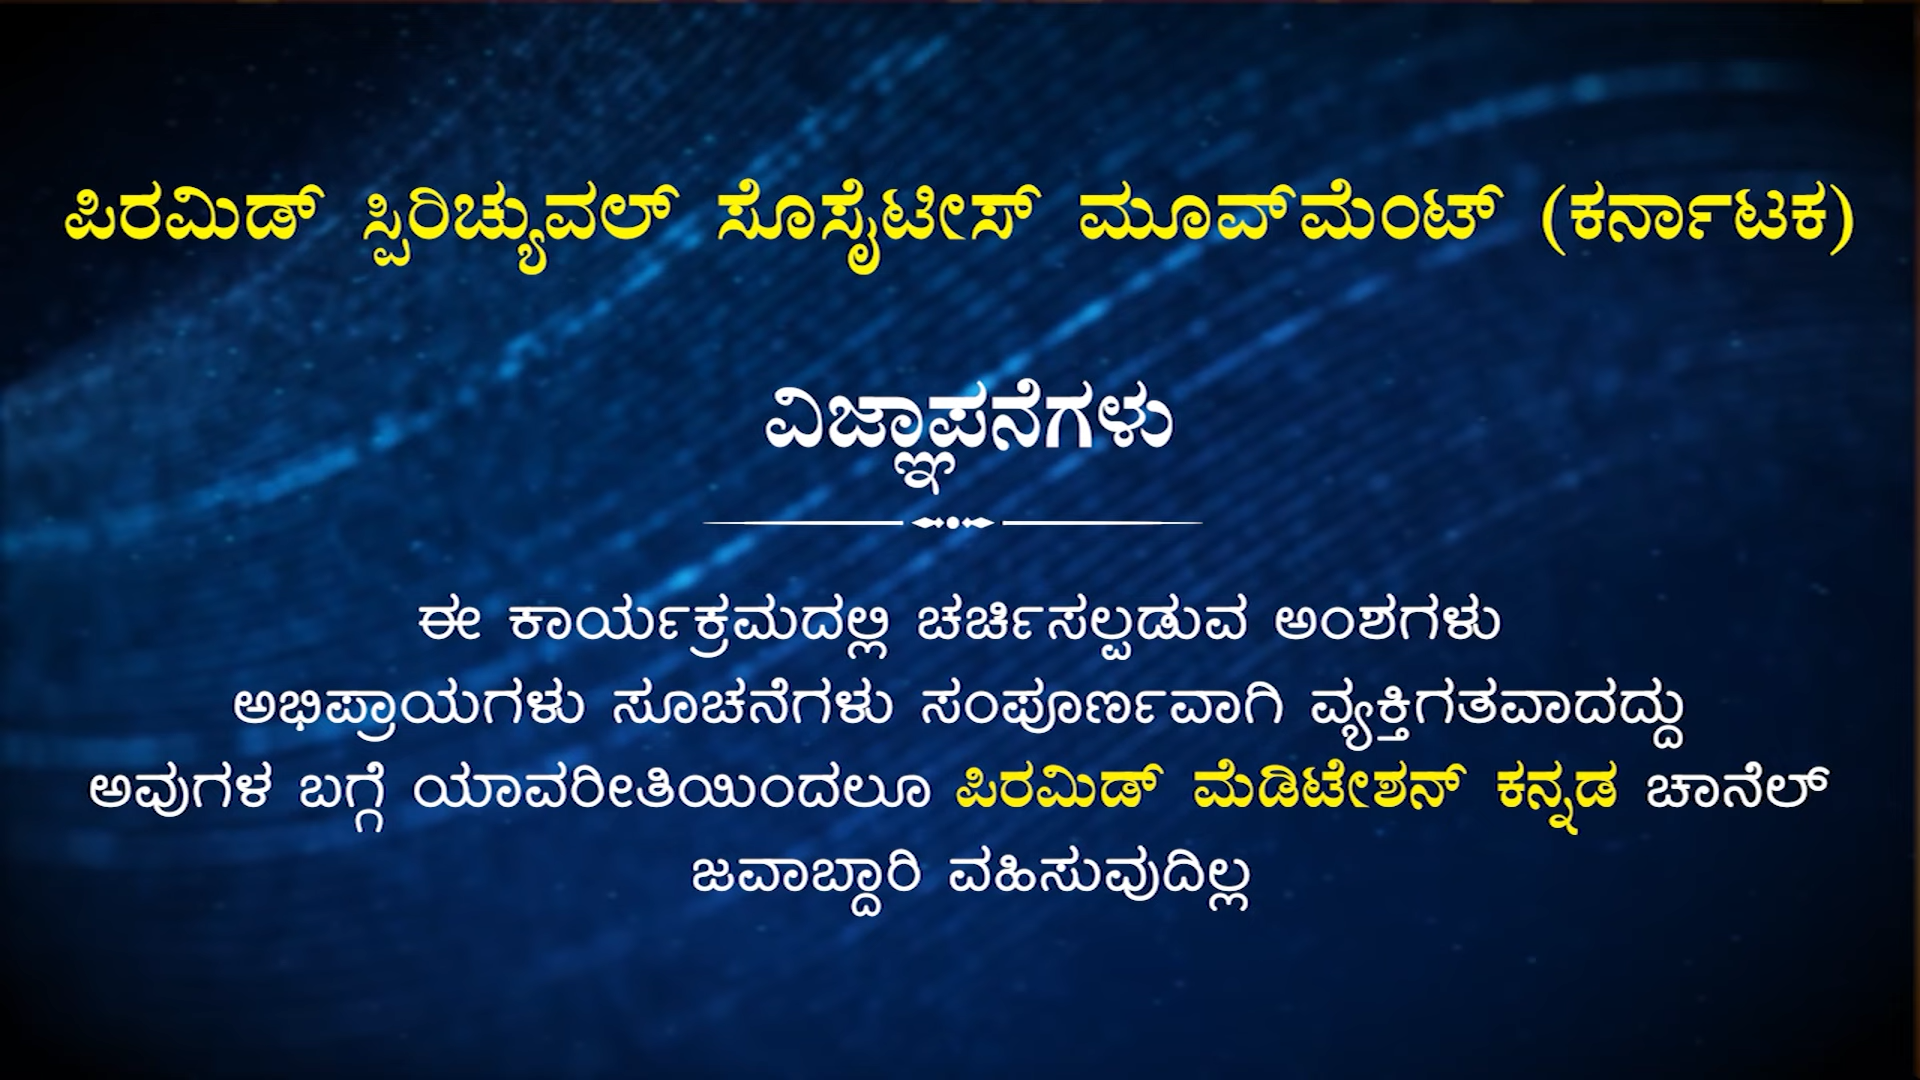 ಪಿರಮಿಡ್ ಸ್ಪಿರಿಚ್ಯುವಲ್ ಸೊಸೈಟೀಸ್ ಮೂವ್‌ಮೆಂಟ್ (ಕರ್ನಾಟಕ)
ವಿಜ್ಞಾಪನೆಗಳು
ಈ ಕಾರ್ಯಕ್ರಮದಲ್ಲಿ ಚರ್ಚಿಸಲ್ಪಡುವ ಅಂಶಗಳು
ಅಭಿಪ್ರಾಯಗಳು ಸೂಚನೆಗಳು ಸಂಪೂರ್ಣವಾಗಿ ವ್ಯಕ್ತಿಗತವಾದದ್ದು
ಅವುಗಳ ಬಗ್ಗೆ ಯಾವರೀತಿಯಿಂದಲೂ ಪಿರಮಿಡ್ ಮೆಡಿಟೇಶನ್ ಕನ್ನಡ ಚಾನೆಲ್
ಜವಾಬ್ದಾರಿ ವಹಿಸುವುದಿಲ್ಲ